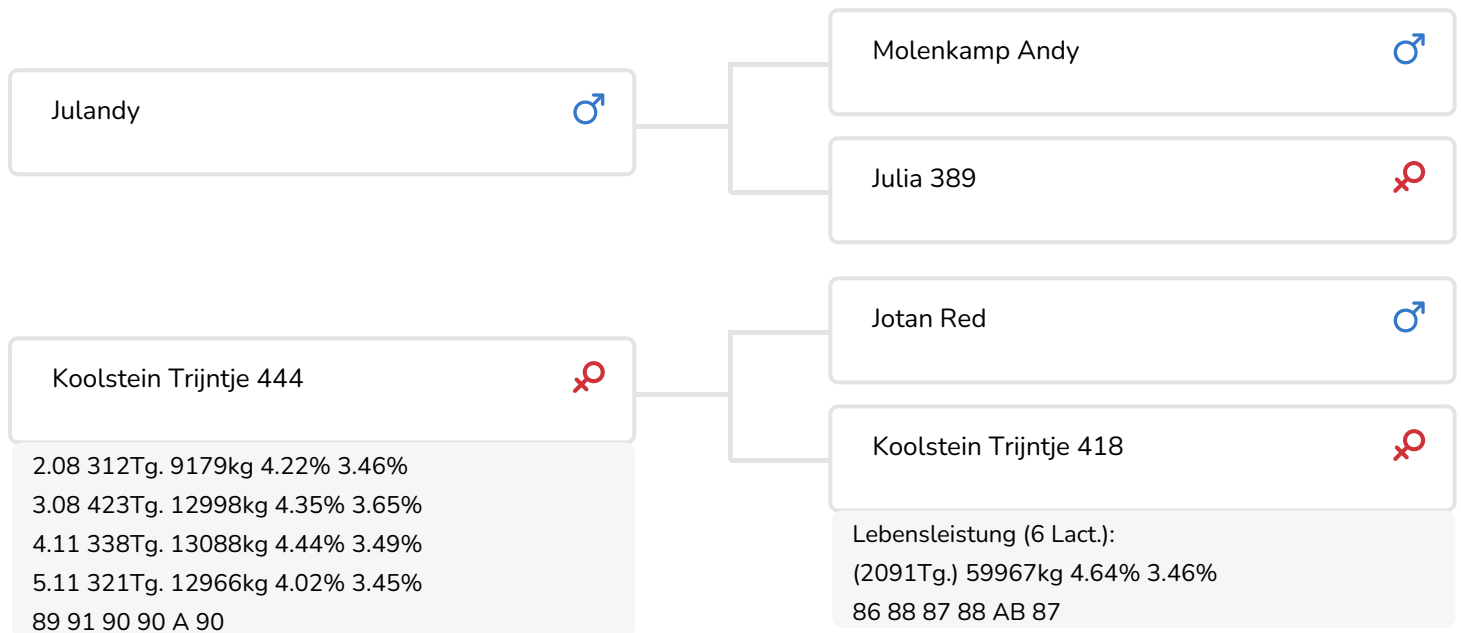 Julandy
Koolstein Trijntje 444
2.08 312Tg. 9179kg 4.22% 3.46%
3.08 423Tg. 12998kg 4.35% 3.65%
4.11 338Tg. 13088kg 4.44% 3.49%
5.11 321Tg. 12966kg 4.02% 3.45%
89 91 90 90 A 90
Molenkamp Andy
Julia 389
Jotan Red
Koolstein Trijntje 418
Lebensleistung (6 Lact.):
(2091Tg.) 59967kg 4.64% 3.46%
86 88 87 88 AB 87